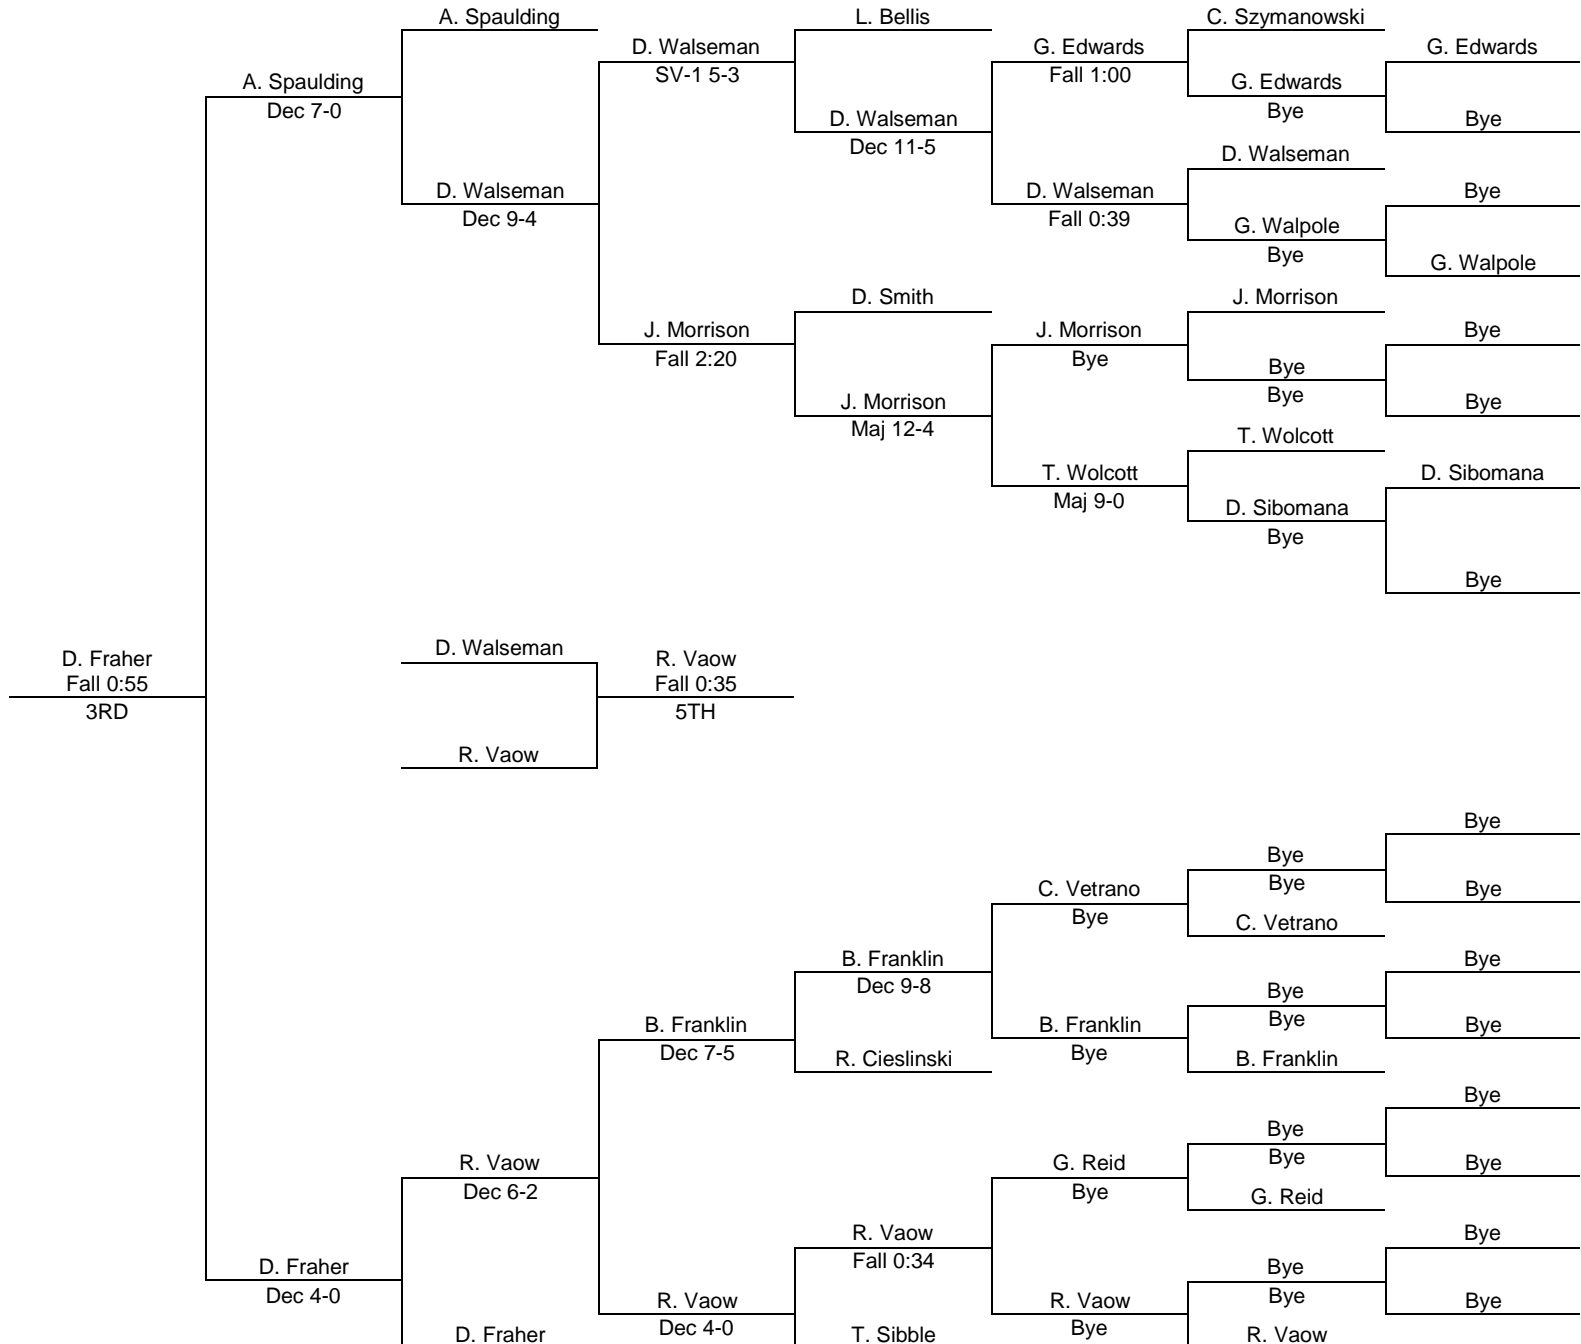 A. Spaulding
L. Bellis
C. Szymanowski
D. Walseman
SV-1 5-3
G. Edwards
Fall 1:00
G. Edwards
A. Spaulding
Dec 7-0
G. Edwards
Bye
D. Walseman
Dec 11-5
Bye
D. Walseman
D. Walseman
Dec 9-4
D. Walseman
Fall 0:39
Bye
G. Walpole
Bye
G. Walpole
D. Smith
J. Morrison
J. Morrison
Fall 2:20
J. Morrison
Bye
Bye
Bye
Bye
J. Morrison
Maj 12-4
Bye
T. Wolcott
T. Wolcott
Maj 9-0
D. Sibomana
D. Sibomana
Bye
Bye
D. Fraher
Fall 0:55
3RD
D. Walseman
R. Vaow
Fall 0:35
5TH
R. Vaow
Bye
Bye
Bye
C. Vetrano
Bye
Bye
C. Vetrano
B. Franklin
Dec 9-8
Bye
Bye
Bye
B. Franklin
Dec 7-5
B. Franklin
Bye
Bye
R. Cieslinski
B. Franklin
Bye
Bye
Bye
R. Vaow
Dec 6-2
G. Reid
Bye
Bye
G. Reid
R. Vaow
Fall 0:34
Bye
D. Fraher
Dec 4-0
Bye
Bye
R. Vaow
Dec 4-0
R. Vaow
Bye
Bye
D. Fraher
T. Sibble
R. Vaow